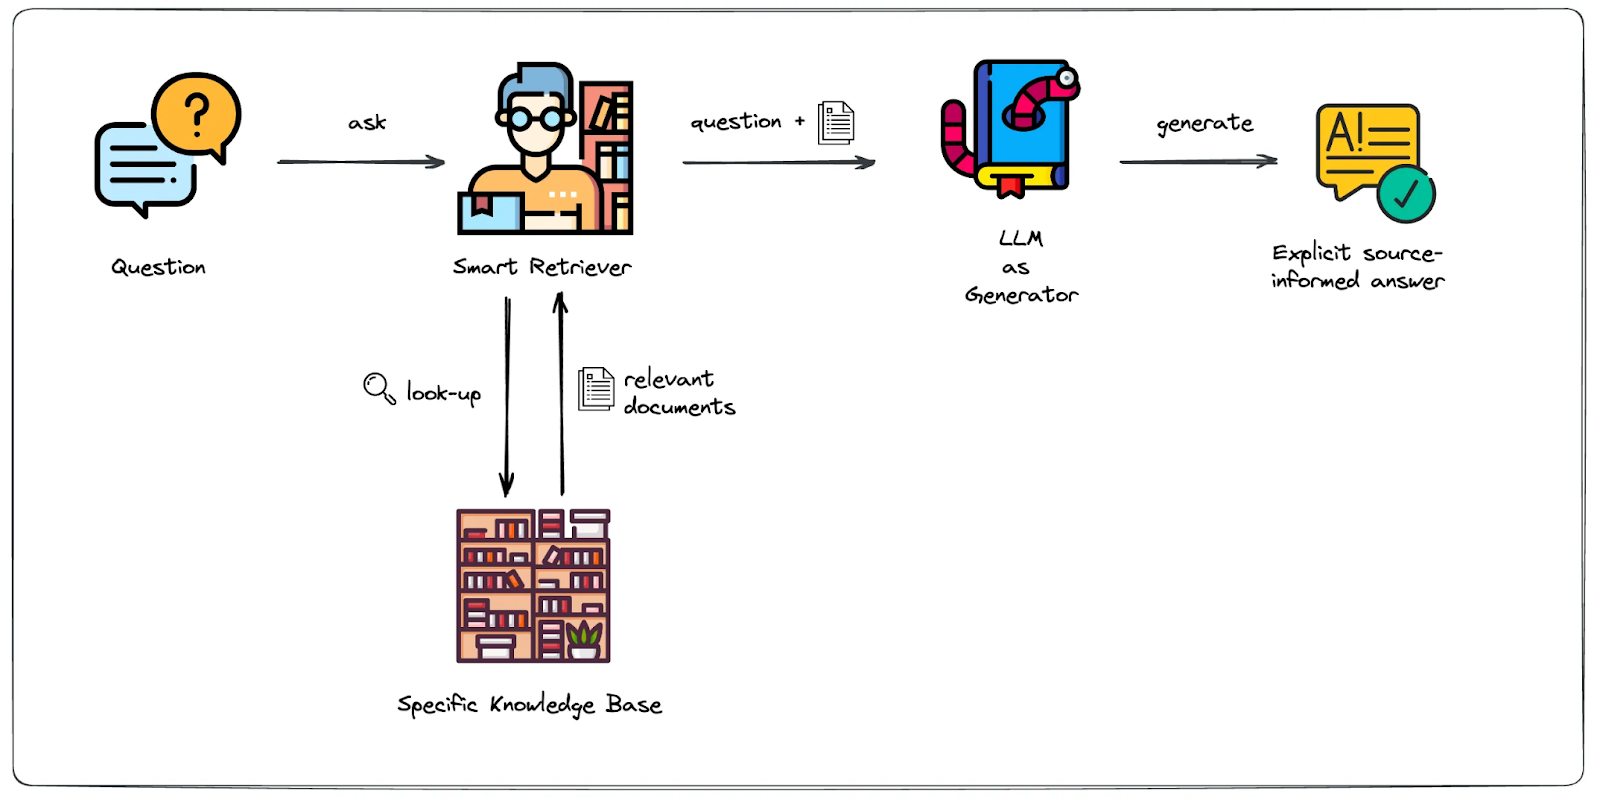 ?
ask
question +
generate
A!
Question
Smart Retriever
LLM
as
Generator
Explicit source-
informed answer
look-up
relevant
documents
Specific Knowledge Base